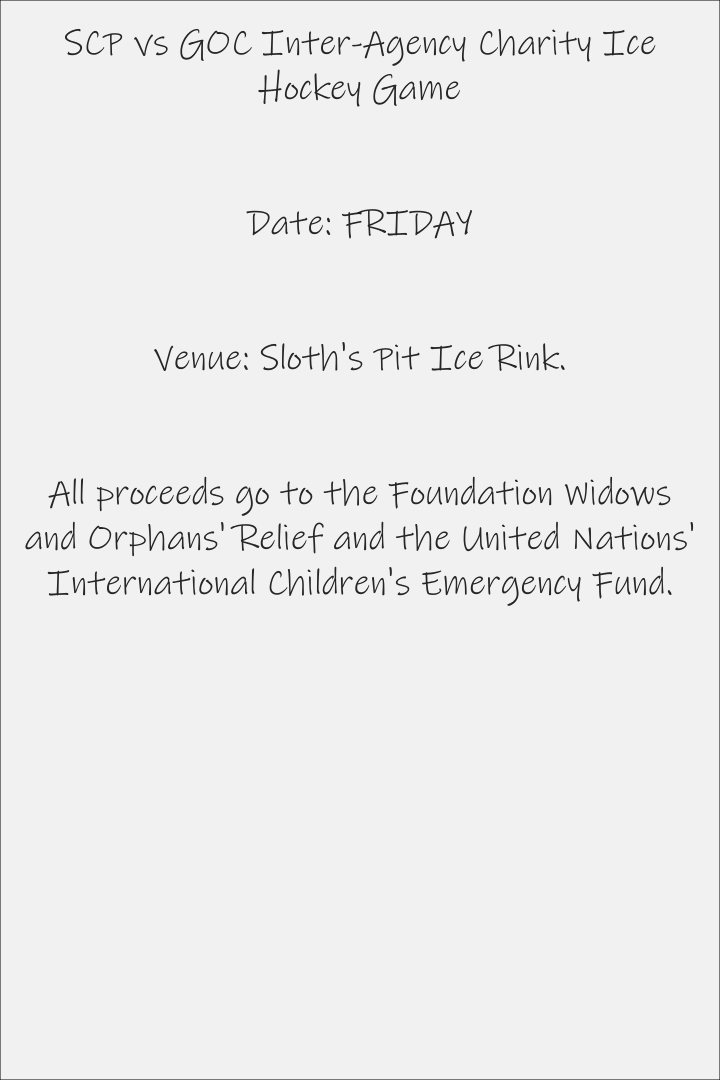 SCP vs GOC Inter-Agency Charity Ice
Hockey Game
Date: FRIDAY
Venue: Sloth's Pit Ice Rink.
All proceeds go to the Foundation Widows
and Orphans' Relief and the United Nations'
International Children's Emergency Fund.